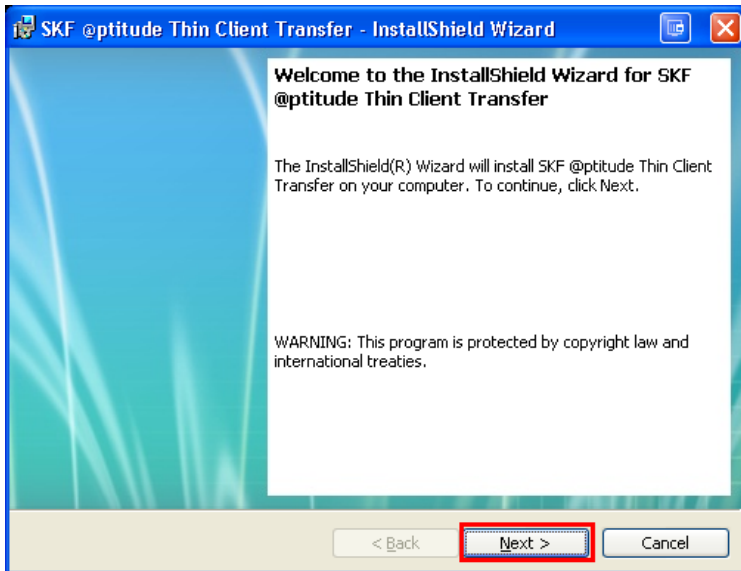 SKF @ptitude Thin Client Transfer - InstallShield Wizard
Welcome to the InstallShield Wizard for SKF
@ptitude Thin Client Transfer
The InstallShield(R) Wizard will install SKF @ptitude Thin Client
Transfer on your computer. To continue, click Next.
WARNING: This program is protected by copyright law and
international treaties.
< Back
Next >
Cancel